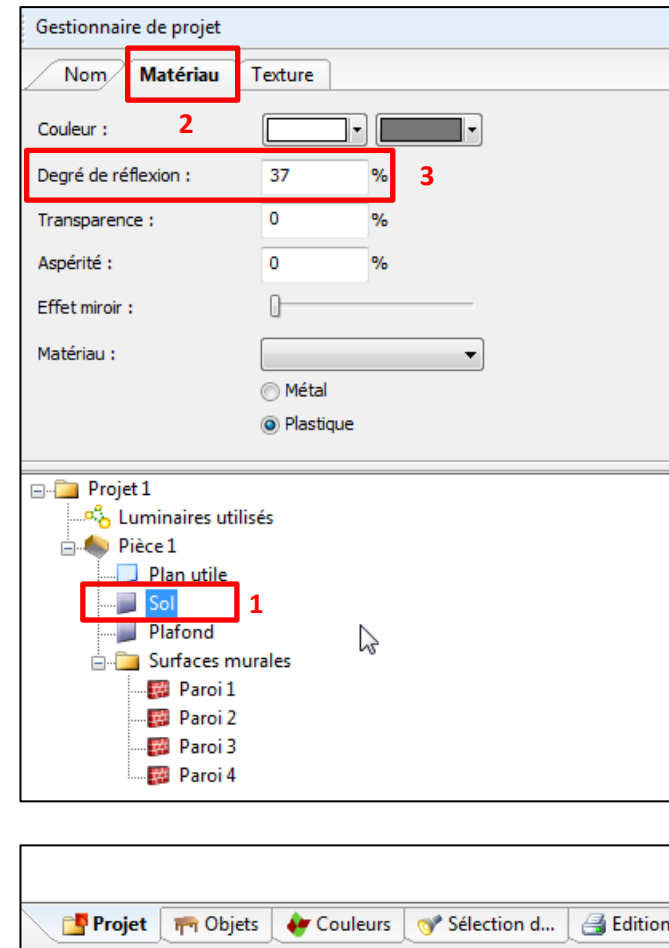 Gestionnaire de projet
Nom Matériau Texture
Couleur : 2
Degré de réflexion : 37 % 3
Transparence : 0 %
Aspérité : 0 %
Effet miroir :
Matériau :
Métal
Plastique
Projet 1
Luminaires utilisés
Pièce 1
Plan utile
Sol 1
Plafond
Surfaces murales
Paroi 1
Paroi 2
Paroi 3
Paroi 4
Projet Objets Couleurs Sélection d... Edition